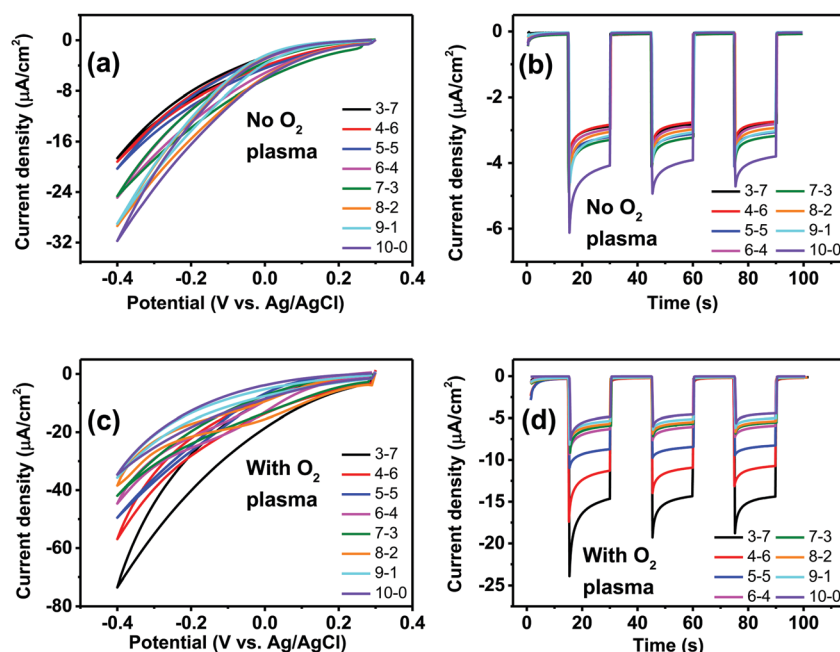 (a)
No O2
plasma
3-7
4-6
5-5
6-4
7-3
8-2
9-1
10-0
0
-8
-16
-24
-32
Current density (µA/cm2)
-0.4 -0.2 0.0 0.2 0.4
Potential (V vs. Ag/AgCl)
(b)
No O2
plasma
3-7 7-3
4-6 8-2
5-5 9-1
6-4 10-0
0
-2
-4
-6
Current density (µA/cm2)
0 20 40 60 80 100
Time (s)
(c)
With O2
plasma
3-7
4-6
5-5
6-4
7-3
8-2
9-1
10-0
0
-20
-40
-60
-80
Current density (µA/cm2)
-0.4 -0.2 0.0 0.2 0.4
Potential (V vs. Ag/AgCl)
(d)
With O2
plasma
3-7 7-3
4-6 8-2
5-5 9-1
6-4 10-0
0
-5
-10
-15
-20
-25
Current density (µA/cm2)
0 20 40 60 80 100
Time (s)